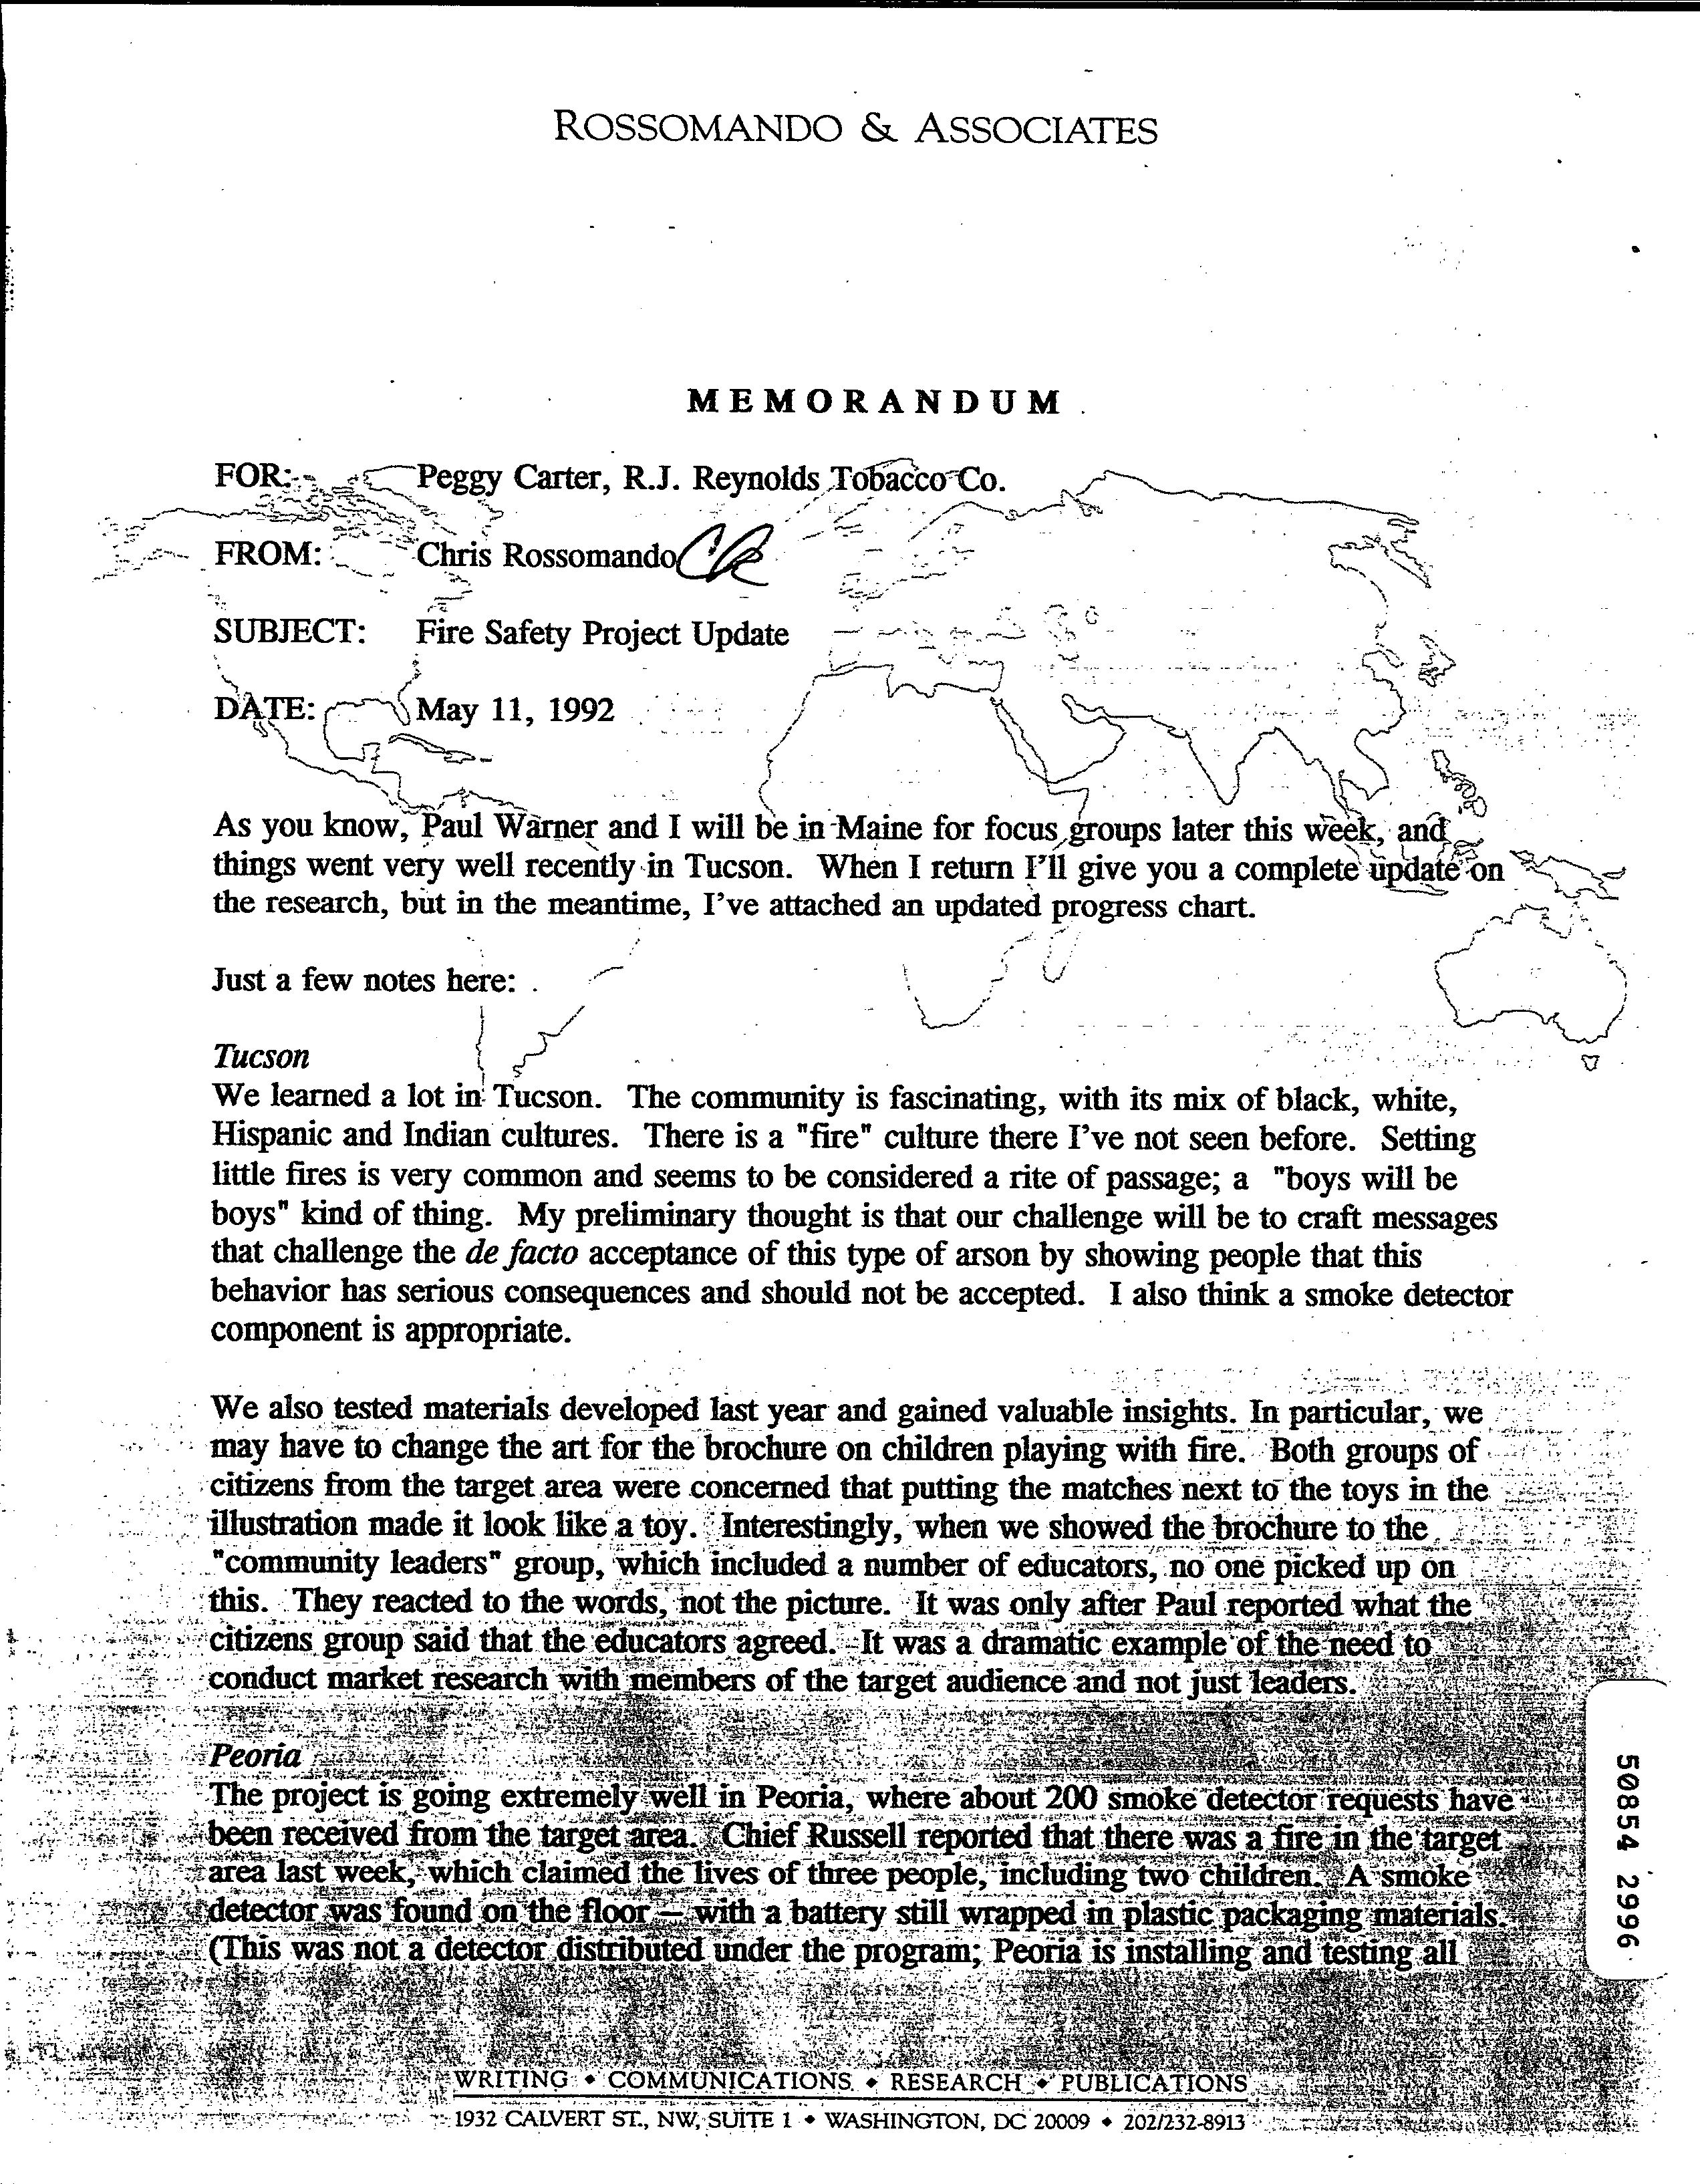 ROSSOMANDO & ASSOCIATES
MEMORANDUM
FOR: Peggy Carter, R.J. Reynolds Tobacco Co.
FROM: Chris Rossomando CR
SUBJECT: Fire Safety Project Update
DATE: May 11, 1992
As you know, Paul Warner and I will be in Maine for focus groups later this week, and
things went very well recently in Tucson. When I return I'll give you a complete update on
the research, but in the meantime, I've attached an updated progress chart.
Just a few notes here:
Tucson
We learned a lot in Tucson. The community is fascinating, with its mix of black, white,
Hispanic and Indian cultures. There is a "fire" culture there I've not seen before. Setting
little fires is very common and seems to be considered a rite of passage; a "boys will be
boys" kind of thing. My preliminary thought is that our challenge will be to craft messages
that challenge the de facto acceptance of this type of arson by showing people that this
behavior has serious consequences and should not be accepted. I also think a smoke detector
component is appropriate.
We also tested materials developed last year and gained valuable insights. In particular, we
may have to change the art for the brochure on children playing with fire. Both groups of
citizens from the target area were concerned that putting the matches next to the toys in the
illustration made it look like a toy. Interestingly, when we showed the brochure to the
"community leaders" group, which included a number of educators, no one picked up on
this. They reacted to the words, not the picture. It was only after Paul reported what the
citizens group said that the educators agreed. It was a dramatic example of the need to
conduct market research with members of the target audience and not just leaders.
Peoria
The project is going extremely well in Peoria, where about 200 smoke detector requests have
been received from the target area. Chief Russell reported that there was a fire in the target
area last week, which claimed the lives of three people, including two children. A smoke
detector was found on the floor – with a battery still wrapped in plastic packaging materials.
(This was not a detector distributed under the program; Peoria is installing and testing all
50854 2996
WRITING ◆ COMMUNICATIONS ◆ RESEARCH ◆ PUBLICATIONS
1932 CALVERT ST., NW, SUITE 1 ◆ WASHINGTON, DC 20009 ◆ 202/232-8913